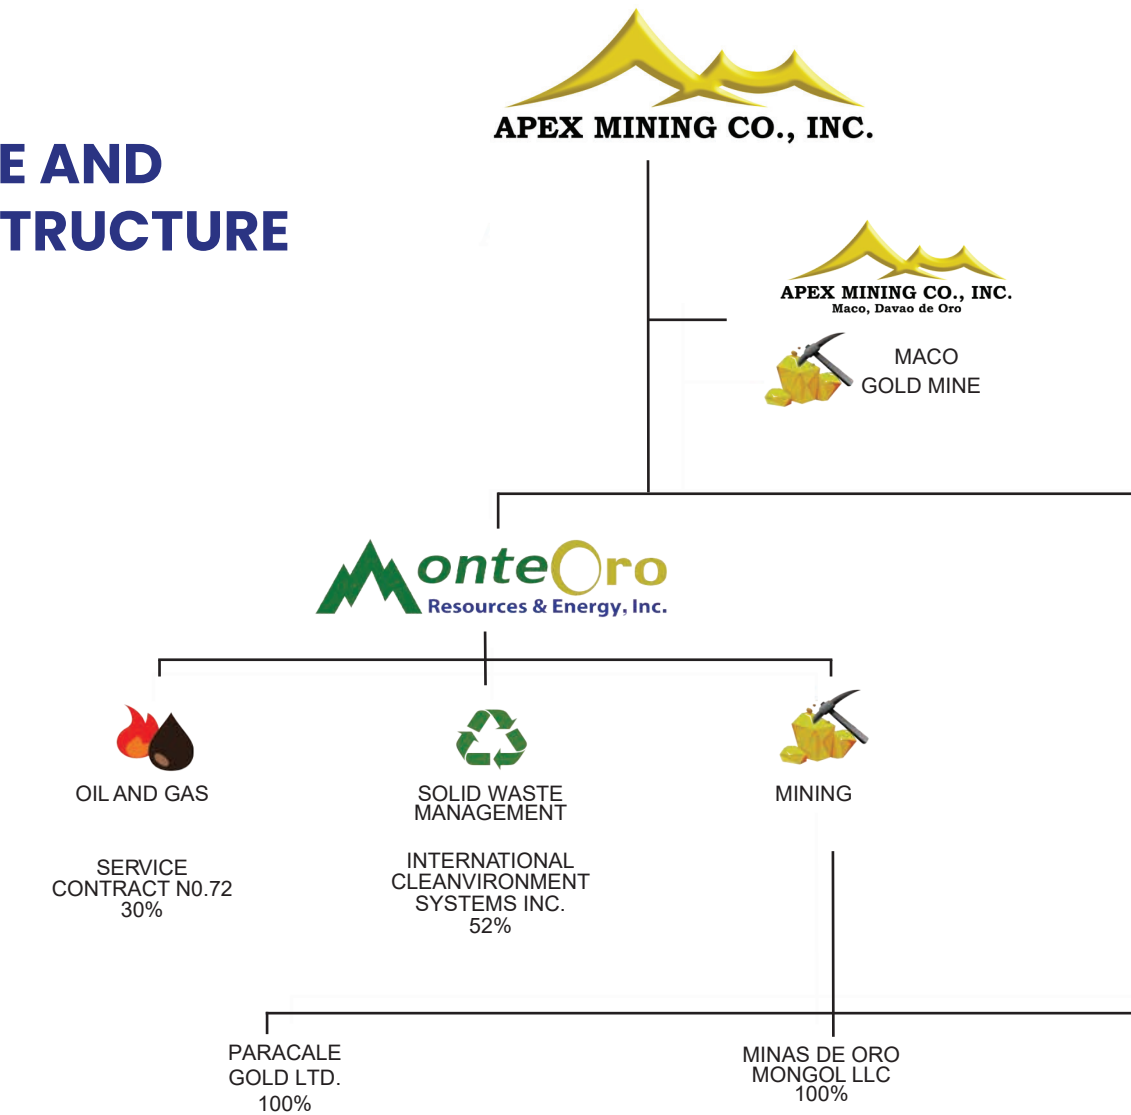 APEX MINING CO., INC.
E AND
TRUCTURE
APEX MINING CO., INC.
Maco, Davao de Oro
MACO
GOLD MINE
MonteOro
Resources & Energy, Inc.
OIL AND GAS
SERVICE
CONTRACT N0.72
30%
SOLID WASTE
MANAGEMENT
INTERNATIONAL
CLEANVIRONMENT
SYSTEMS INC.
52%
MINING
PARACALE
GOLD LTD.
100%
MINAS DE ORO
MONGOL LLC
100%